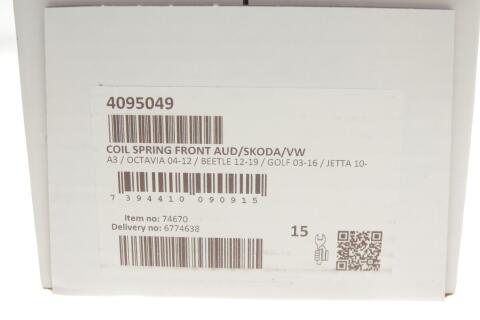 4095049
COIL SPRING FRONT AUD/SKODA/VW
A3 / OCTAVIA 04-12 / BEETLE 12-19 / GOLF 03-16 / JETTA 10-
7 394410 090915
Item no: 74670
Delivery no: 6774638
15